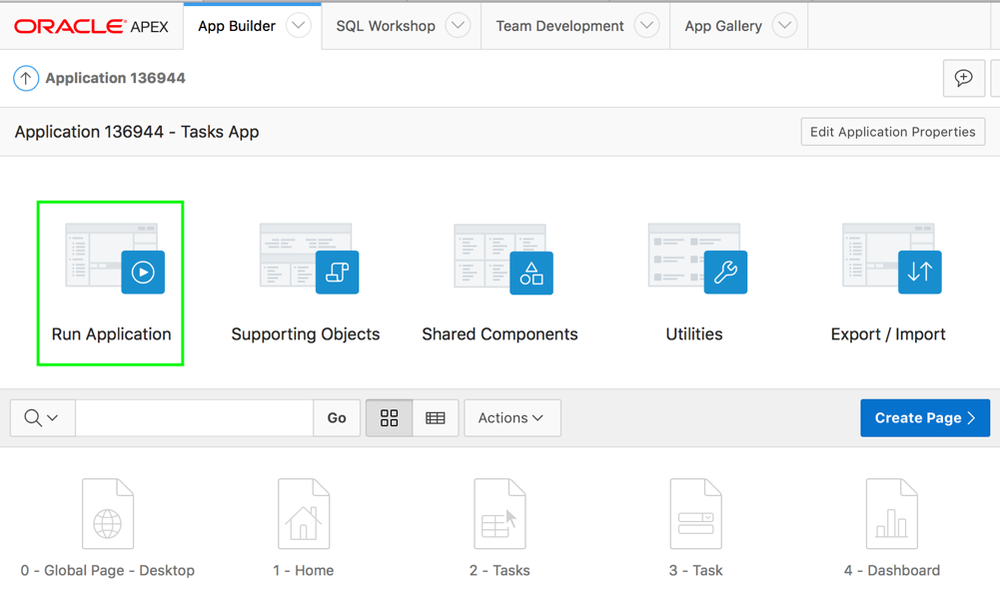 ORACLE APEX App Builder SQL Workshop Team Development App Gallery
Application 136944
Application 136944 - Tasks App Edit Application Properties
Run Application Supporting Objects Shared Components Utilities Export / Import
Go Actions Create Page
0 - Global Page - Desktop 1 - Home 2 - Tasks 3 - Task 4 - Dashboard